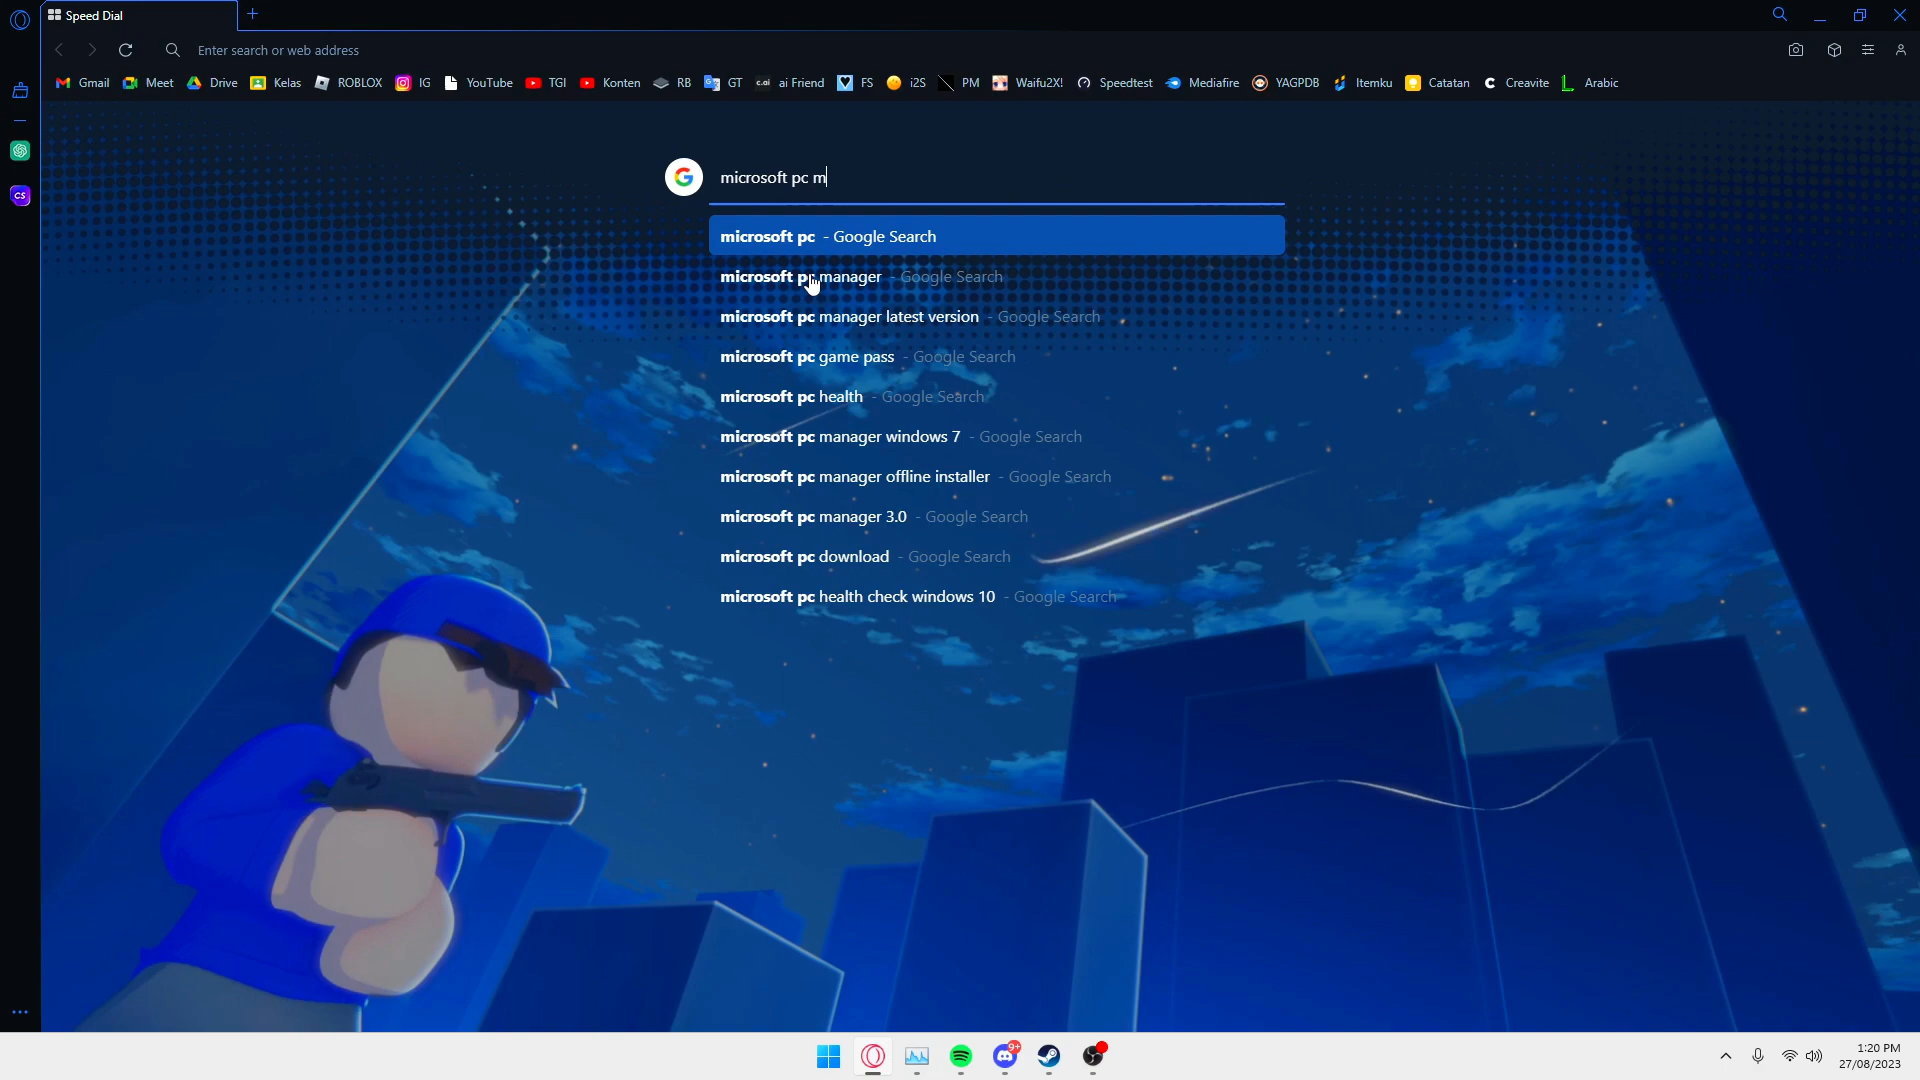 Speed Dial
Enter search or web address
Gmail Meet Drive Kelas ROBLOX IG YouTube TGI Konten RB GT c.ai ai Friend FS i2S PM Waifu2X! Speedtest Mediafire YAGPDB Itemku Catatan Creavite Arabic
CS
microsoft pc m
microsoft pc - Google Search
microsoft pc manager - Google Search
microsoft pc manager latest version - Google Search
microsoft pc game pass - Google Search
microsoft pc health - Google Search
microsoft pc manager windows 7 - Google Search
microsoft pc manager offline installer - Google Search
microsoft pc manager 3.0 - Google Search
microsoft pc download - Google Search
microsoft pc health check windows 10 - Google Search
9+
1:20 PM
27/08/2023